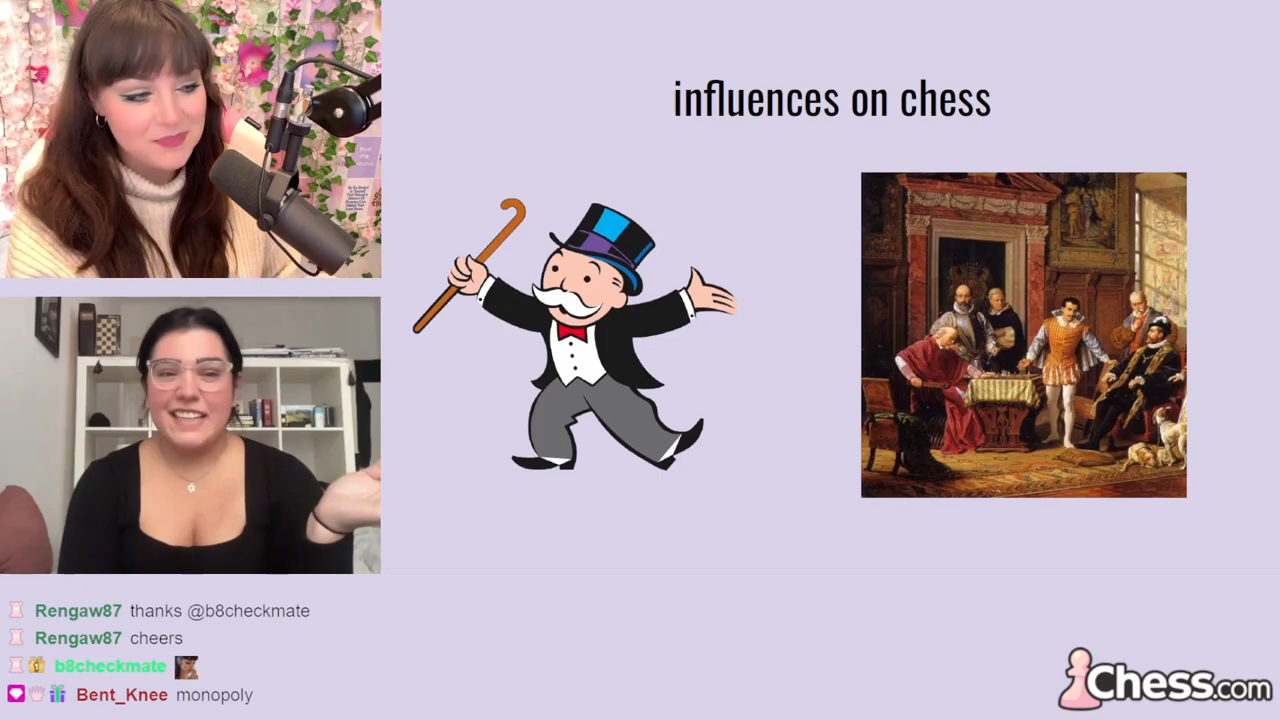 influences on chess
Rengaw87 thanks @b8checkmate
Rengaw87 cheers
b8checkmate
Bent_Knee monopoly
Chess.com